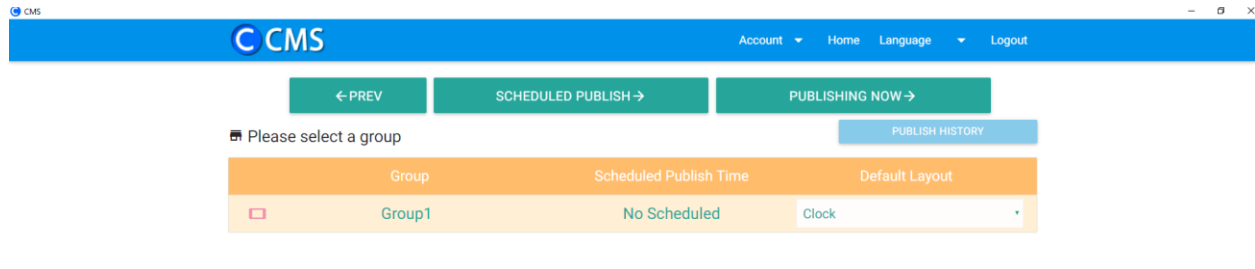 CMS
CCMS Account Home Language Logout
←PREV SCHEDULED PUBLISH→ PUBLISHING NOW→
Please select a group PUBLISH HISTORY
Group Scheduled Publish Time Default Layout
Group1 No Scheduled Clock